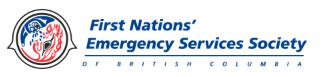 First Nations'
Emergency Services Society
OF BRITISH COLUMBIA